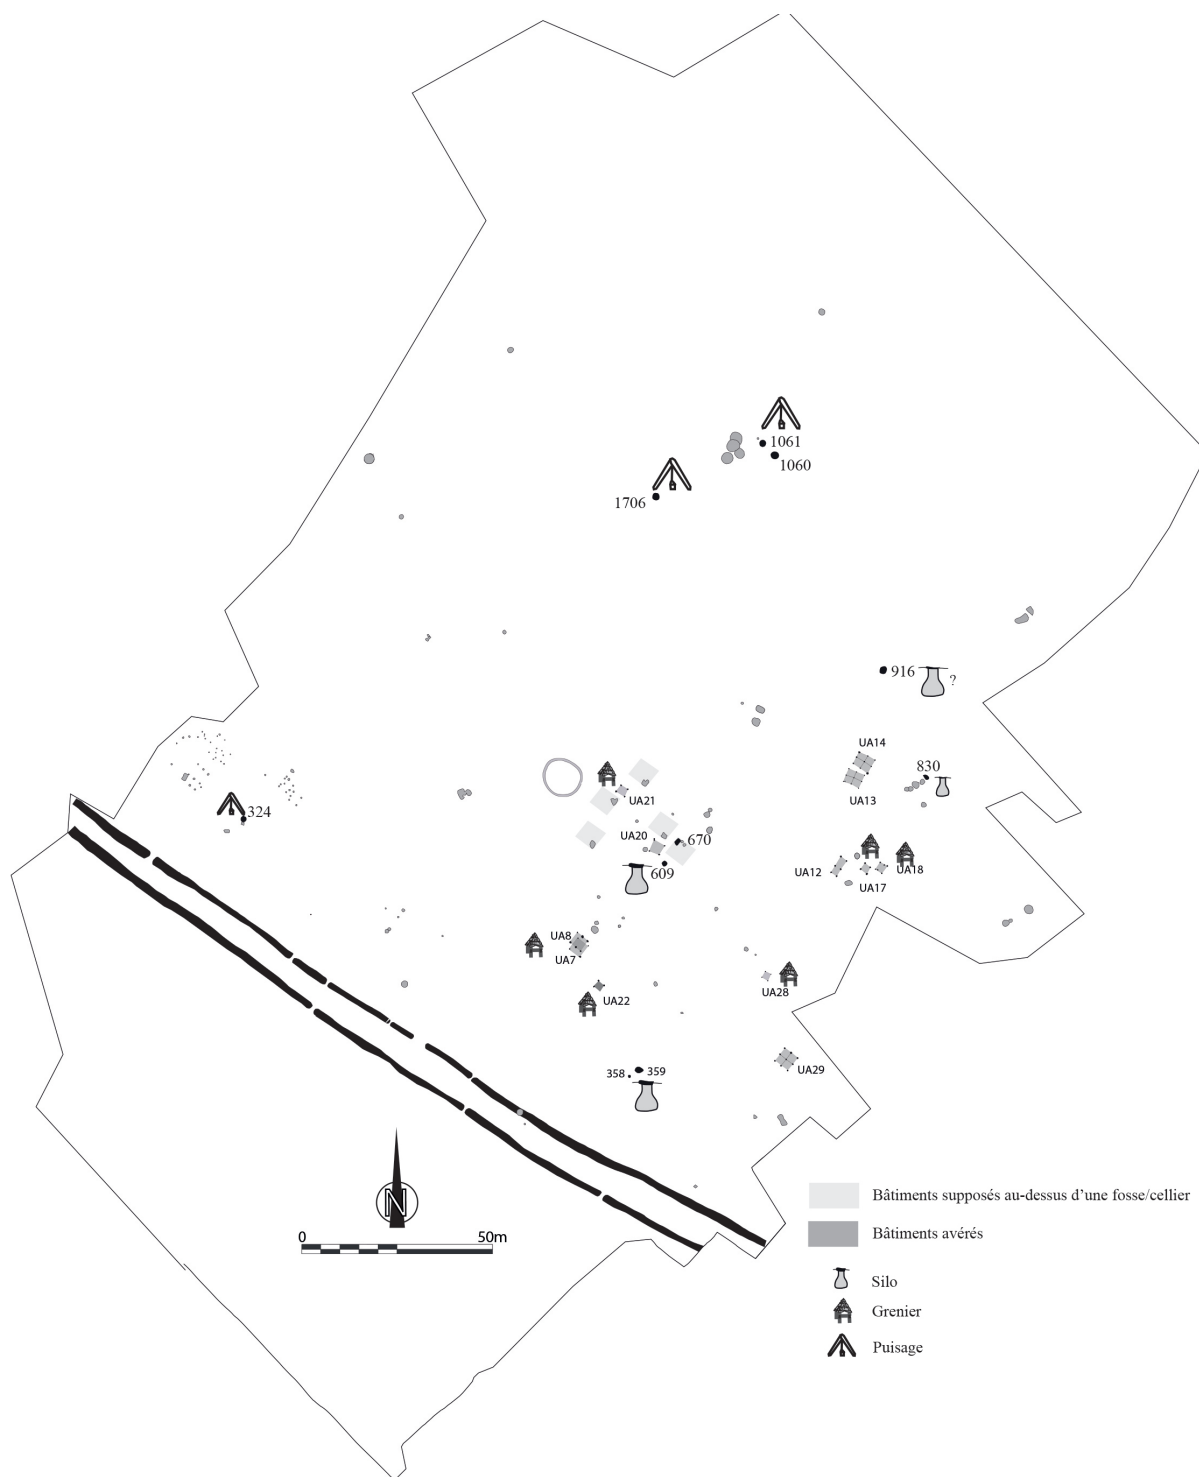 1061
1060
1706
916
?
UA14
830
UA13
324
UA21
UA20
670
609
UA12
UA18
UA17
UA8
UA7
UA28
UA22
358
359
UA29
N
0
50m
Bâtiments supposés au-dessus d’une fosse/cellier
Bâtiments avérés
Silo
Grenier
Puisage